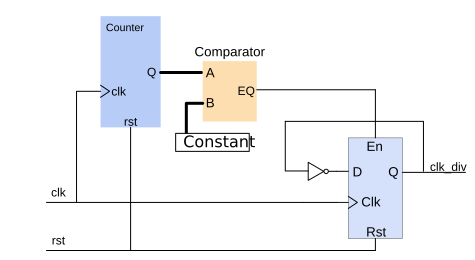 Counter
Comparator
Q
A
clk
EQ
B
rst
Constant
En
clk_div
D
Q
clk
Clk
Rst
rst